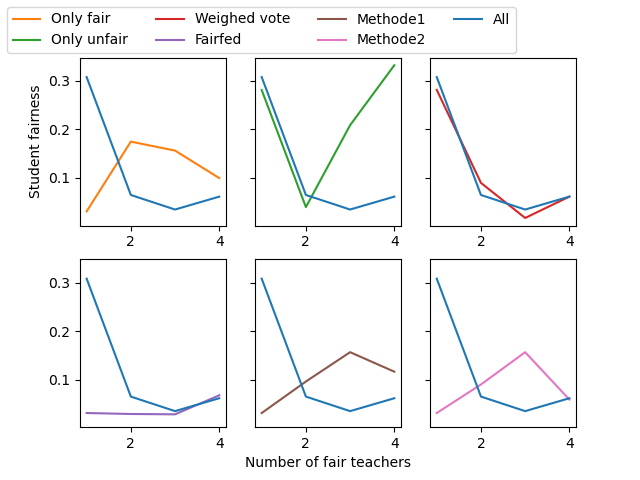 Only fair Weighed vote Methode1 All
Only unfair Fairfed Methode2
Student fairness
0.3
0.2
0.1
2 4 2 4 2 4
0.3
0.2
0.1
2 4 2 4 2 4
Number of fair teachers